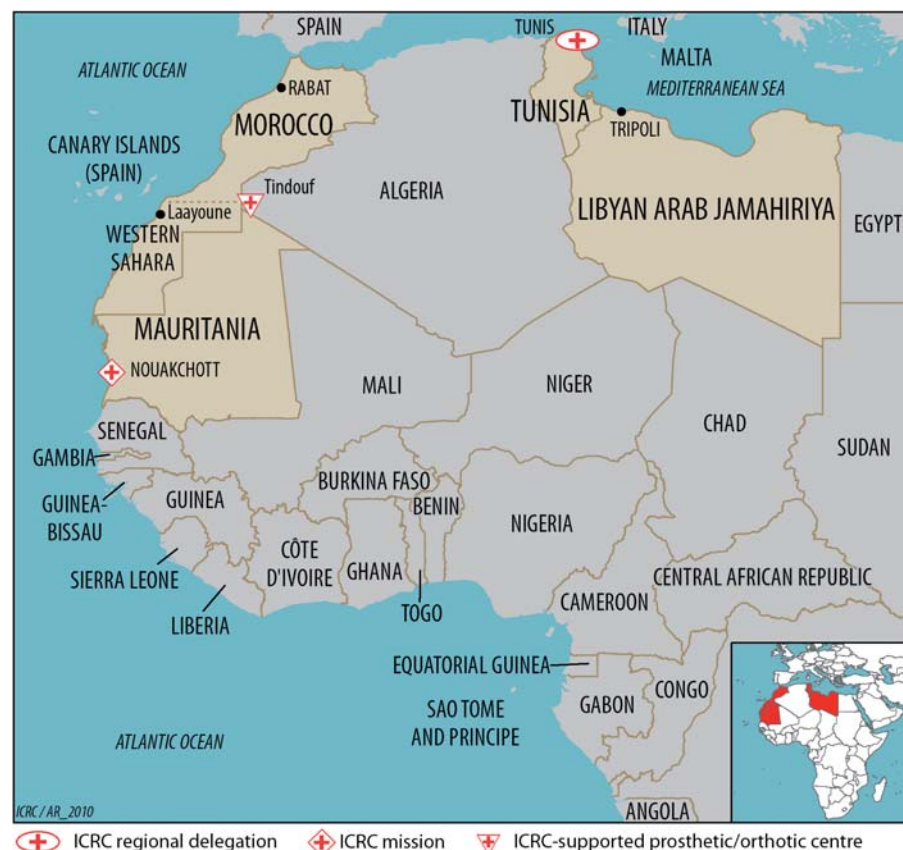 SPAIN
TUNIS
ITALY
ATLANTIC OCEAN
MALTA
MEDITERRANEAN SEA
RABAT
TUNISIA
MOROCCO
TRIPOLI
CANARY ISLANDS
(SPAIN)
Tindouf
ALGERIA
Laayoune
LIBYAN ARAB JAMAHIRIYA
EGYPT
WESTERN
SAHARA
MAURITANIA
NOUAKCHOTT
MALI
NIGER
CHAD
SENEGAL
SUDAN
GAMBIA
BURKINA FASO
GUINEA-
BISSAU
GUINEA
BENIN
NIGERIA
CÔTE
D'IVOIRE
GHANA
SIERRA LEONE
CENTRAL AFRICAN REPUBLIC
CAMEROON
TOGO
LIBERIA
EQUATORIAL GUINEA
CONGO
GABON
SAO TOME
AND PRINCIPE
ATLANTIC OCEAN
ANGOLA
ICRC / AR_2010
ICRC regional delegation
ICRC mission
ICRC-supported prosthetic/orthotic centre